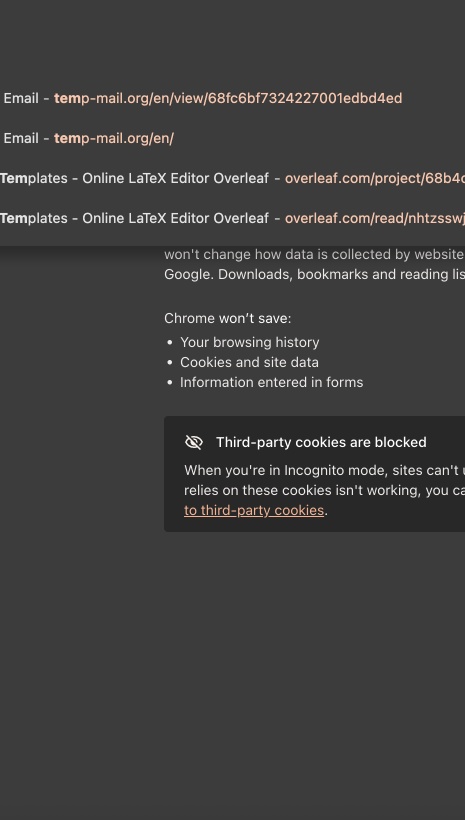 Email - temp-mail.org/en/view/68fc6bf7324227001edbd4ed
Email - temp-mail.org/en/
Templates - Online LaTeX Editor Overleaf - overleaf.com/project/68b4
Templates - Online LaTeX Editor Overleaf - overleaf.com/read/nhtzssw
won't change how data is collected by website
Google. Downloads, bookmarks and reading lis
Chrome won’t save:
• Your browsing history
• Cookies and site data
• Information entered in forms
Third-party cookies are blocked
When you're in Incognito mode, sites can't u
relies on these cookies isn't working, you ca
to third-party cookies.